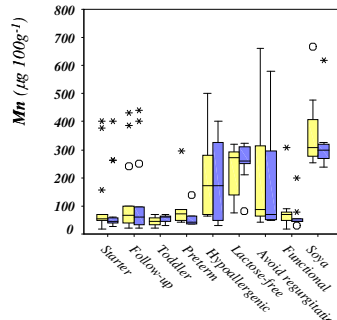 Mn (µg 100g-1)
800
700
600
500
400
300
200
100
0
Starter
Follow-up
Toddler
Preterm
Hypoallergenic
Lactose-free
Avoid regurgitatio
Functional
Soya